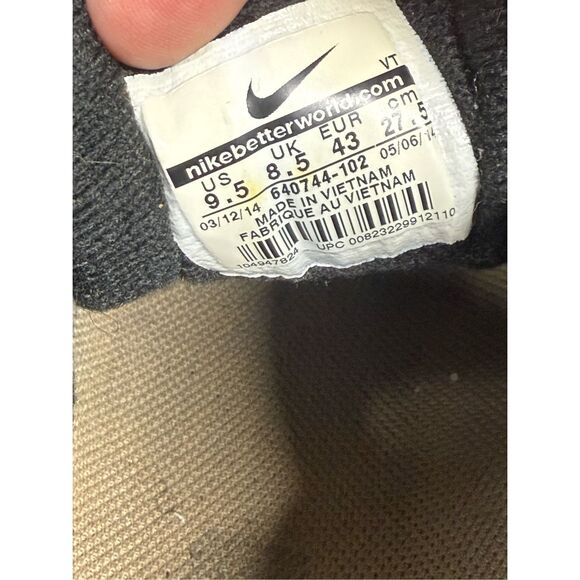 VT
nikebetterworld.com
US UK EUR cm
9.5 8.5 43 27.5
03/12/14 640744-102 05/06/14
MADE IN VIETNAM
FABRIQUE AU VIETNAM
104947824 UPC 00823229912110